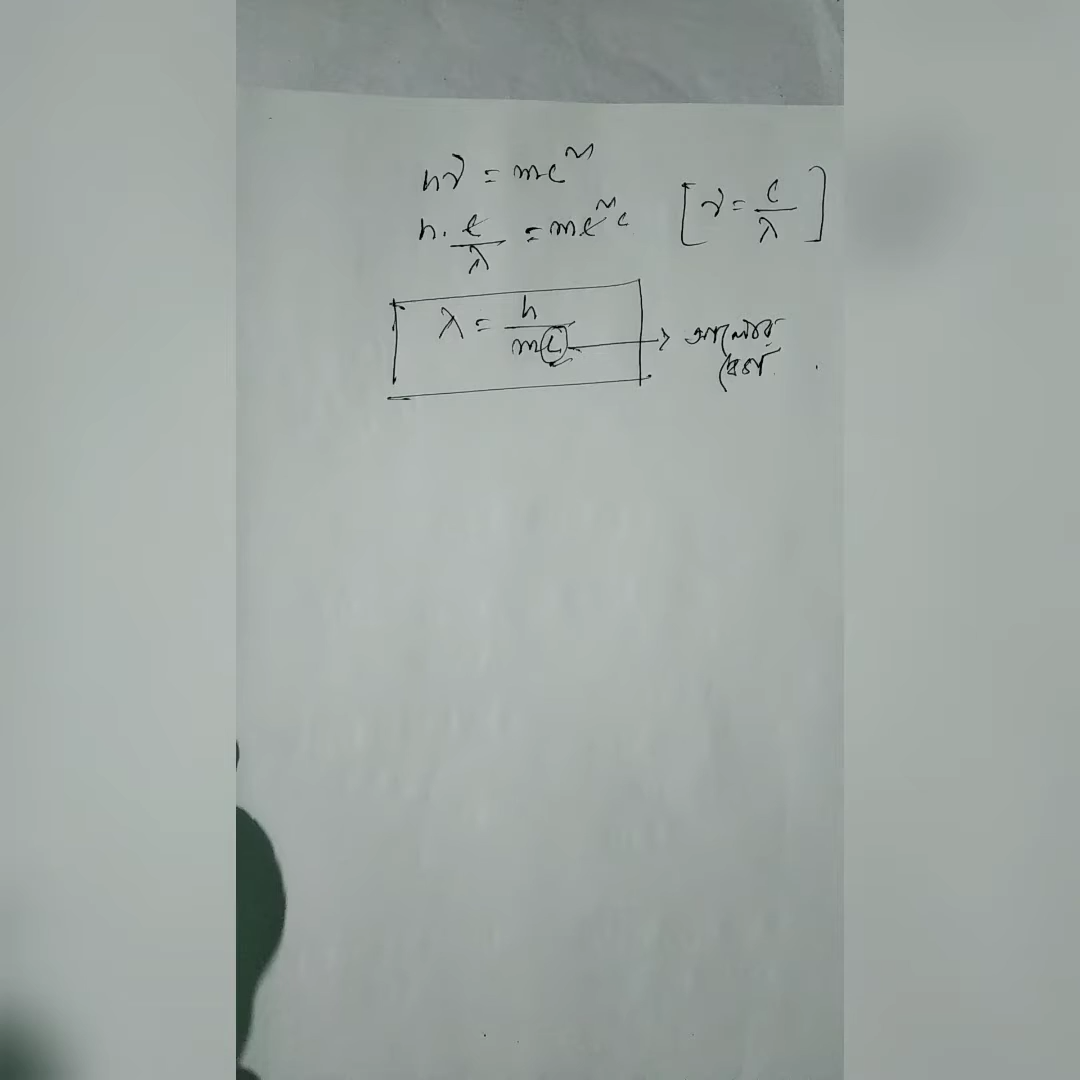 hν = mc²
h. c/λ = mc² c [ν = c/λ]
λ = h/mc → আলোর
বেগ